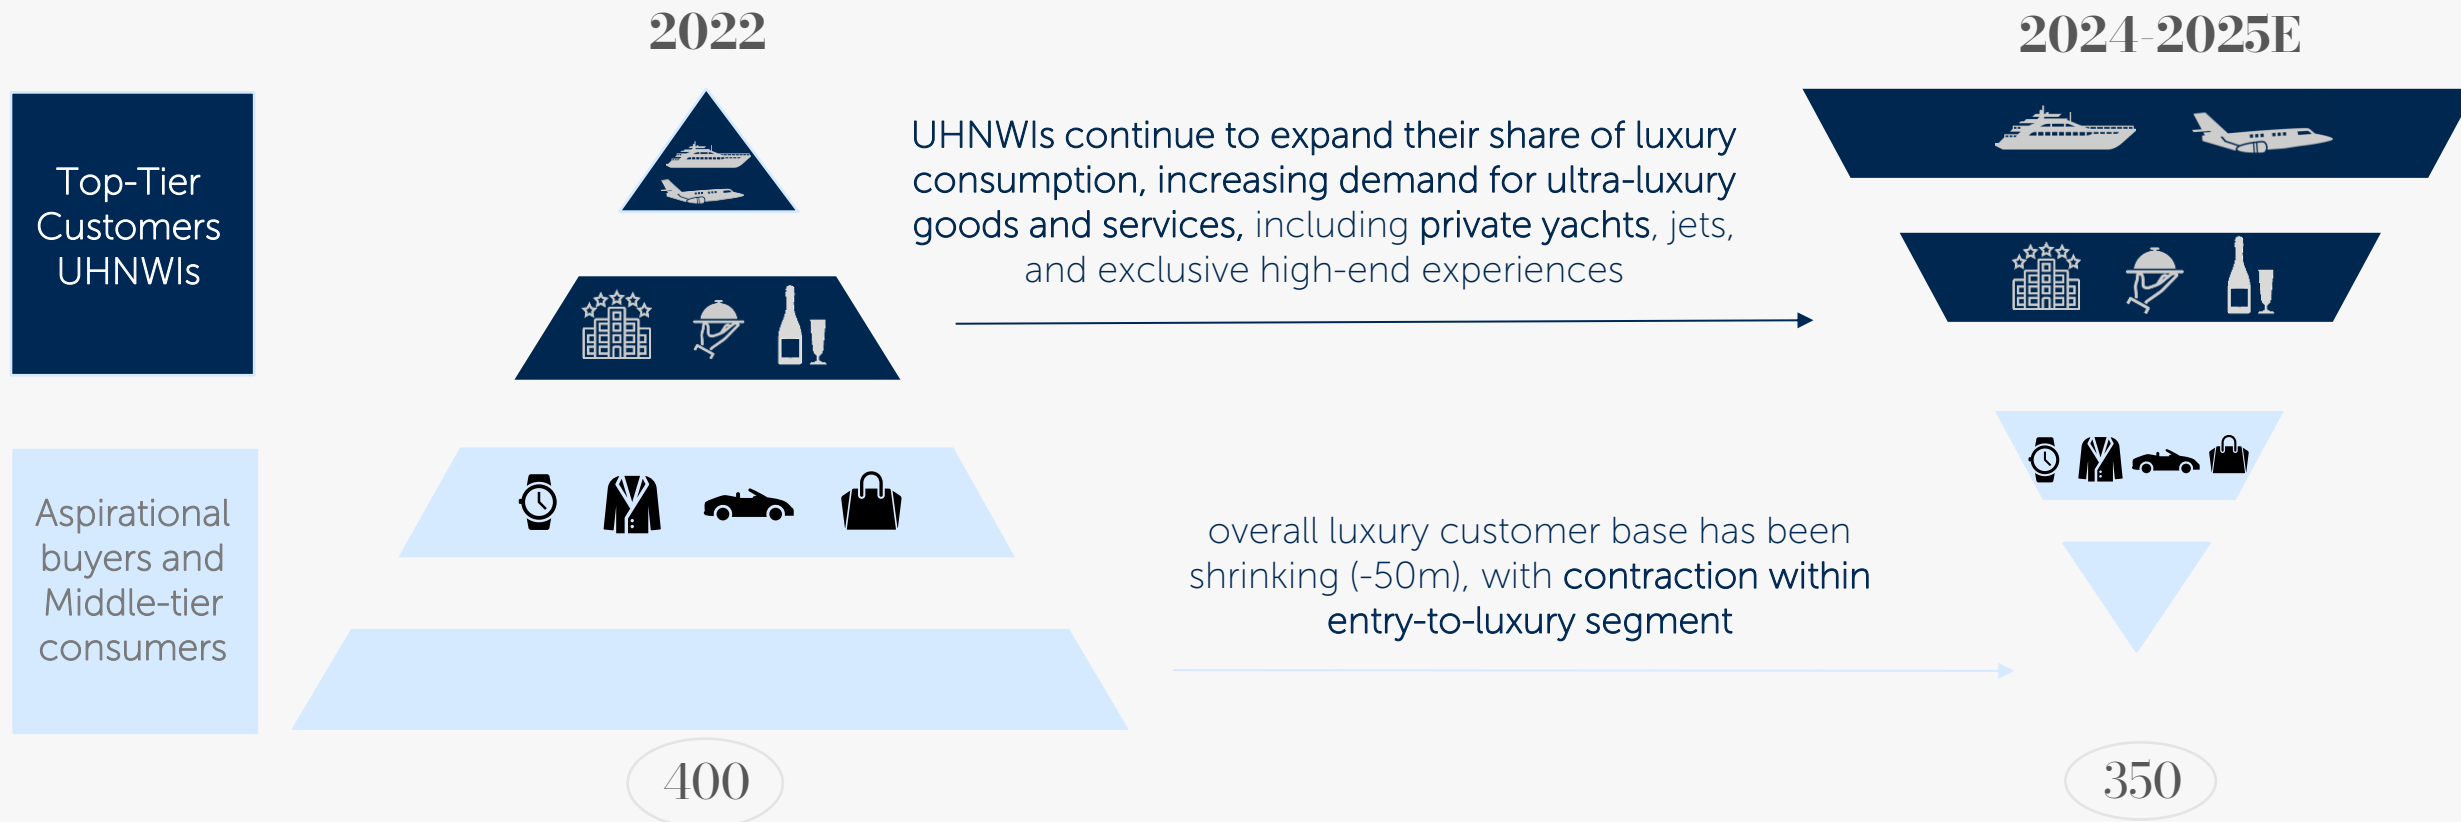 2022
2024-2025E
Top-Tier
Customers
UHNWIs
UHNWIs continue to expand their share of luxury
consumption, increasing demand for ultra-luxury
goods and services, including private yachts, jets,
and exclusive high-end experiences
Aspirational
buyers and
Middle-tier
consumers
overall luxury customer base has been
shrinking (-50m), with contraction within
entry-to-luxury segment
400
350